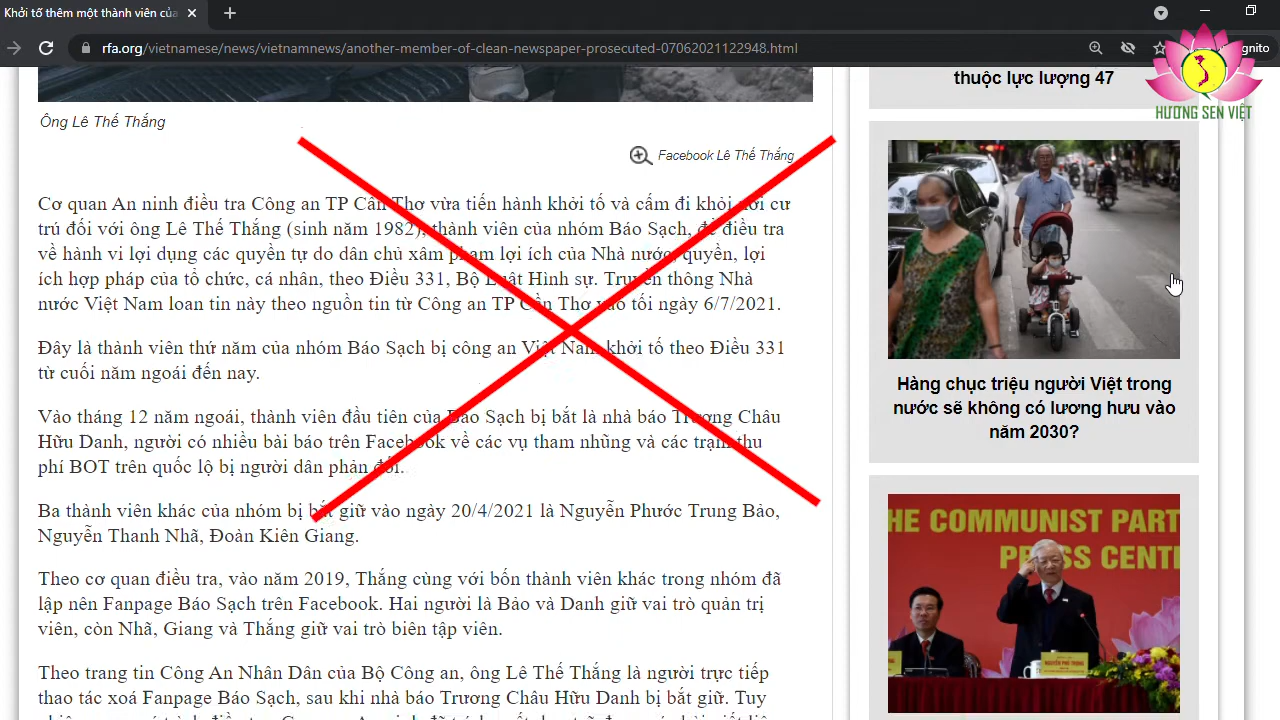 Khởi tố thêm một thành viên của
rfa.org/vietnamese/news/vietnamnews/another-member-of-clean-newspaper-prosecuted-07062021122948.html
HƯƠNG SEN VIỆT
Ông Lê Thế Thắng
Facebook Lê Thế Thắng
Cơ quan An ninh điều tra Công an TP Cần Thơ vừa tiến hành khởi tố và cấm đi khỏi nơi cư
trú đối với ông Lê Thế Thắng (sinh năm 1982), thành viên của nhóm Báo Sạch, để điều tra
về hành vi lợi dụng các quyền tự do dân chủ xâm phạm lợi ích của Nhà nước, quyền, lợi
ích hợp pháp của tổ chức, cá nhân, theo Điều 331, Bộ Luật Hình sự. Truyền thông Nhà
nước Việt Nam loan tin này theo nguồn tin từ Công an TP Cần Thơ vào tối ngày 6/7/2021.
Đây là thành viên thứ năm của nhóm Báo Sạch bị công an Việt Nam khởi tố theo Điều 331
từ cuối năm ngoái đến nay.
Vào tháng 12 năm ngoái, thành viên đầu tiên của Báo Sạch bị bắt là nhà báo Trương Châu
Hữu Danh, người có nhiều bài báo trên Facebook về các vụ tham nhũng và các trạm thu
phí BOT trên quốc lộ bị người dân phản đối.
Ba thành viên khác của nhóm bị bắt giữ vào ngày 20/4/2021 là Nguyễn Phước Trung Bảo,
Nguyễn Thanh Nhã, Đoàn Kiên Giang.
Theo cơ quan điều tra, vào năm 2019, Thắng cùng với bốn thành viên khác trong nhóm đã
lập nên Fanpage Báo Sạch trên Facebook. Hai người là Bảo và Danh giữ vai trò quản trị
viên, còn Nhã, Giang và Thắng giữ vai trò biên tập viên.
Theo trang tin Công An Nhân Dân của Bộ Công an, ông Lê Thế Thắng là người trực tiếp
thao tác xoá Fanpage Báo Sạch, sau khi nhà báo Trương Châu Hữu Danh bị bắt giữ. Tuy
thuộc lực lượng 47
Hàng chục triệu người Việt trong
nước sẽ không có lương hưu vào
năm 2030?
HE COMMUNIST PART
PRESS CENT
NGUYỄN PHÚ TRỌNG